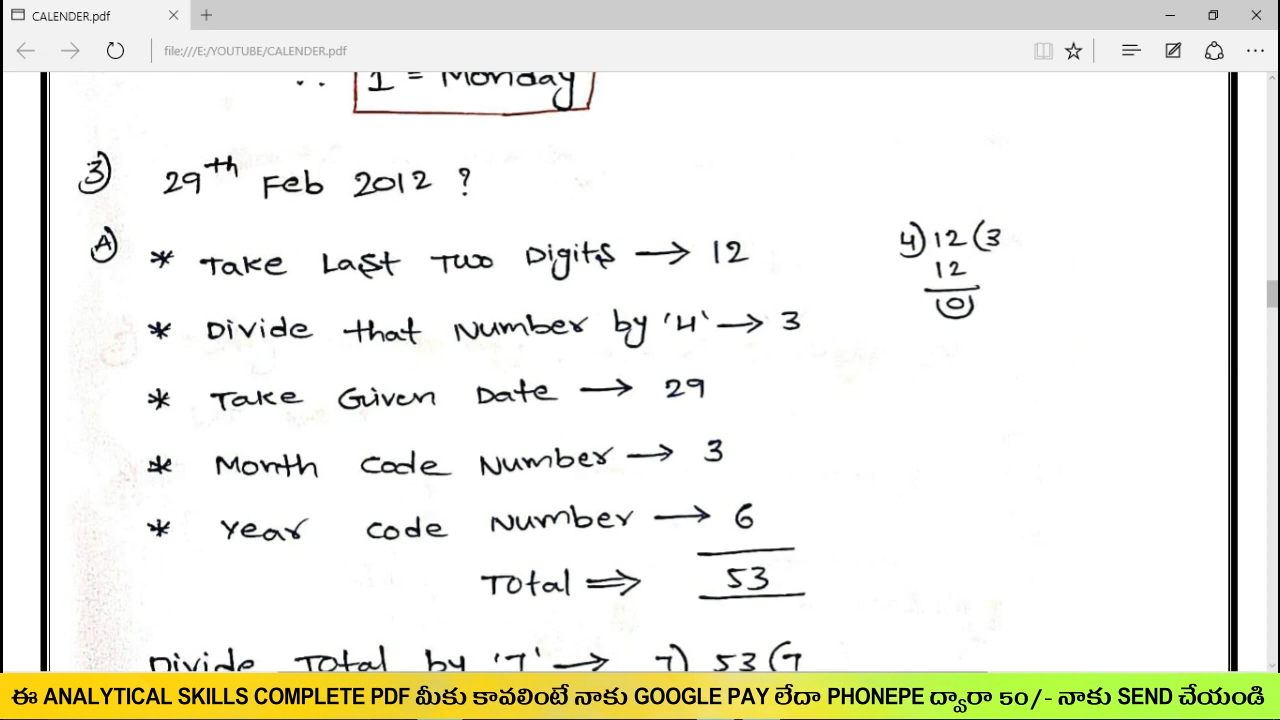 CALENDER.pdf
file:///E:/YOUTUBE/CALENDER.pdf
∴ 1 = Monday
3) 29th Feb 2012 ?
A) * Take Last Two Digits → 12
4) 12 (3
12
0
* Divide that Number by '4' → 3
* Take Given Date → 29
* Month Code Number → 3
* Year Code Number → 6
Total ⇒ 53
Divide Total by '7' → 7) 53 (7
ఈ ANALYTICAL SKILLS COMPLETE PDF మీకు కావలింటే నాకు GOOGLE PAY లేదా PHONEPE ద్వారా 50/- నాకు SEND చేయండి